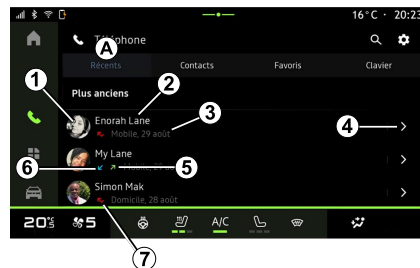 16°C · 20:23
Téléphone
A
Récents Contacts Favoris Clavier
Plus anciens
1 2 3 4
Enorah Lane
Mobile, 29 août
My Lane
6 5
Simon Mak
Domicile, 28 août
20 5 5 A/C
7